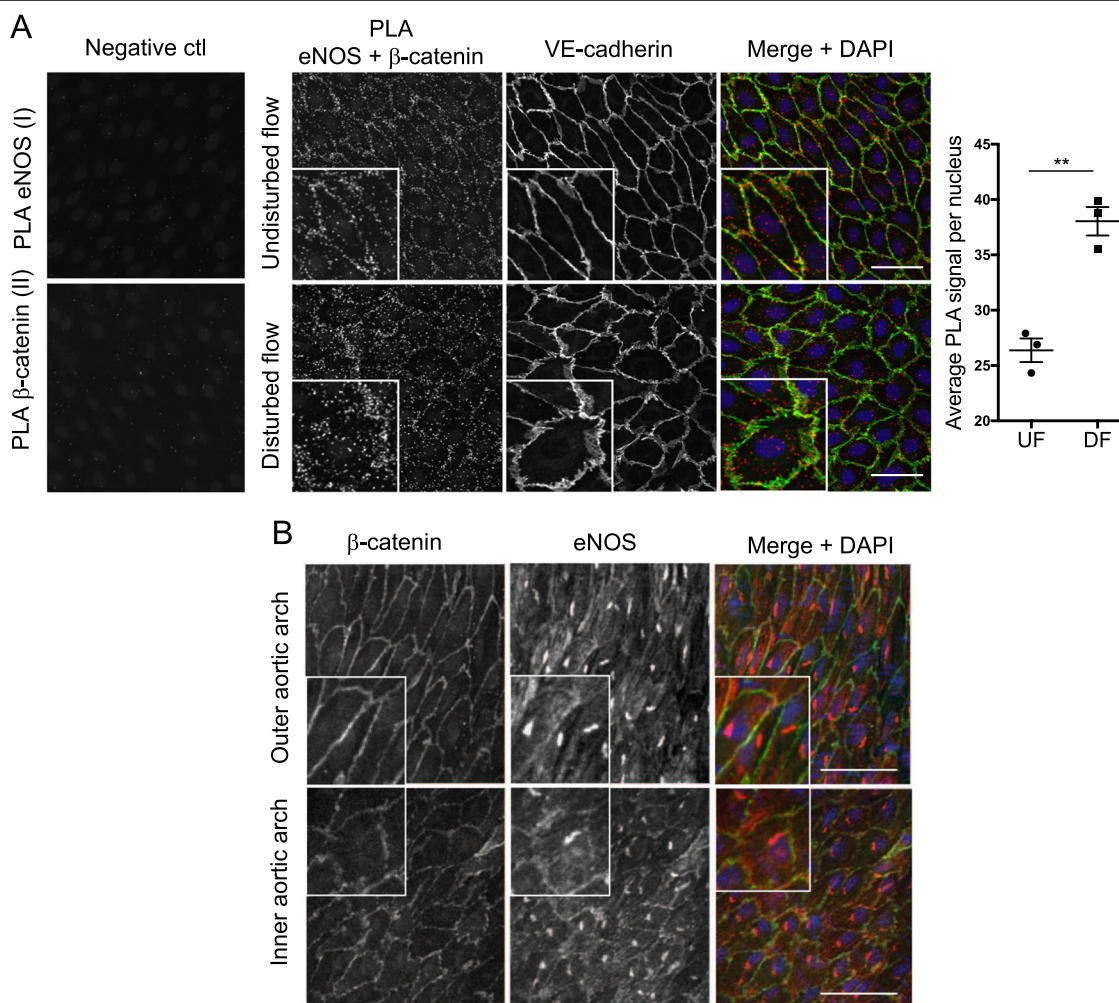 A
Negative ctl
PLA
eNOS + β-catenin
VE-cadherin
Merge + DAPI
PLA eNOS (I)
PLA β-catenin (II)
Undisturbed flow
Disturbed flow
Average PLA signal per nucleus
45
40
35
30
25
20
**
UF
DF
B
β-catenin
eNOS
Merge + DAPI
Outer aortic arch
Inner aortic arch